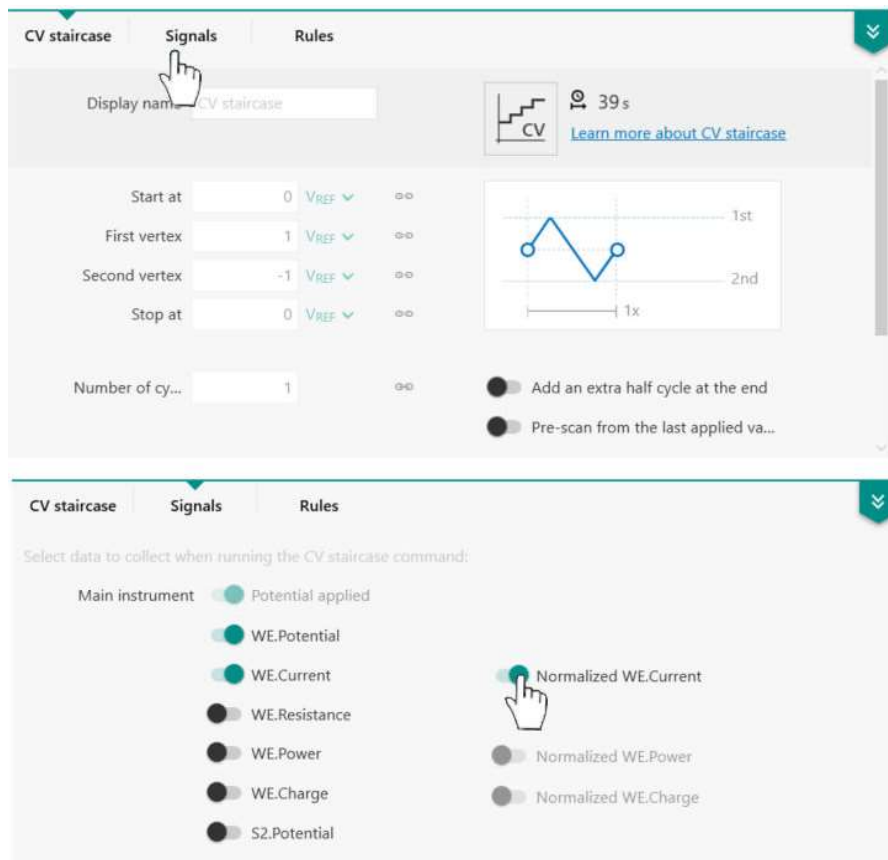 CV staircase Signals Rules
Display name CV staircase
39 s
CV
Learn more about CV staircase
Start at 0 VREF
First vertex 1 VREF
Second vertex -1 VREF
Stop at 0 VREF
1st
2nd
1x
Number of cy... 1
Add an extra half cycle at the end
Pre-scan from the last applied va...
CV staircase Signals Rules
Select data to collect when running the CV staircase command:
Main instrument Potential applied
WE.Potential
WE.Current Normalized WE.Current
WE.Resistance
WE.Power Normalized WE.Power
WE.Charge Normalized WE.Charge
S2.Potential